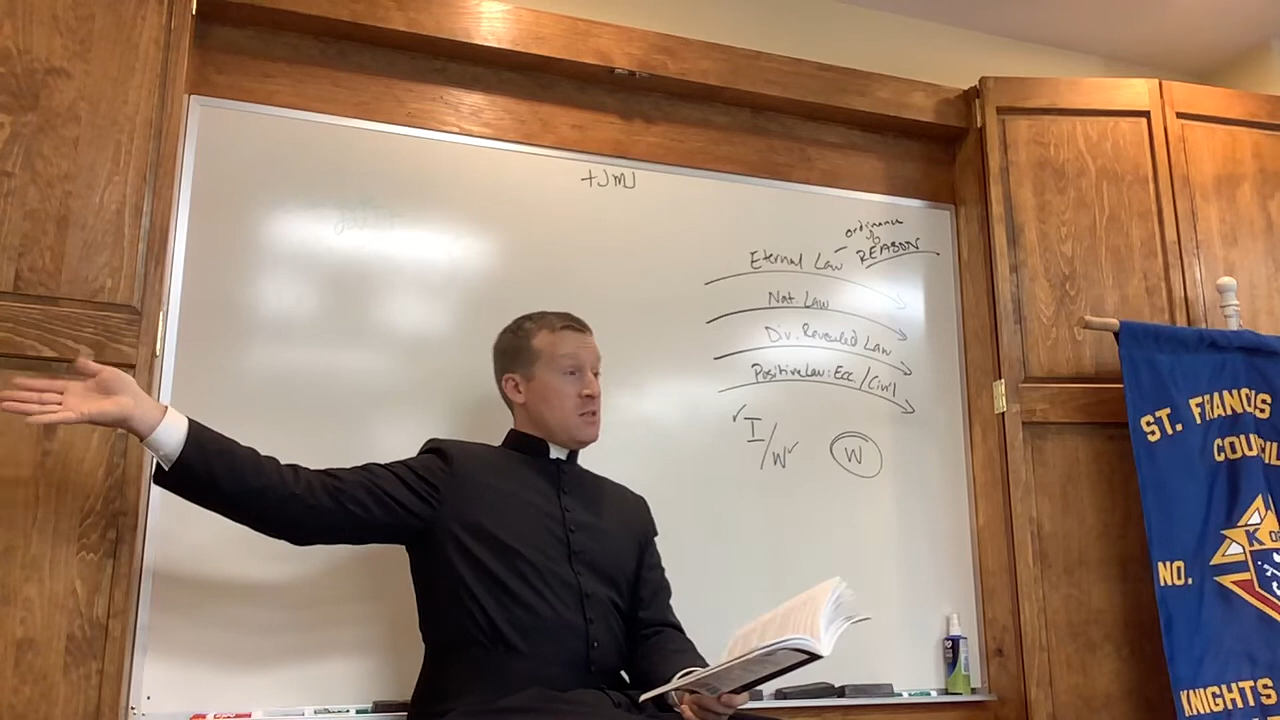 +JMJ
ordinance
of
Eternal Law - REASON
Nat. Law
Div. Revealed Law
Positive Law: Ecc. / Civil
I/W
W
ST. FRANCIS
COUNCIL
NO.
K OF
KNIGHTS